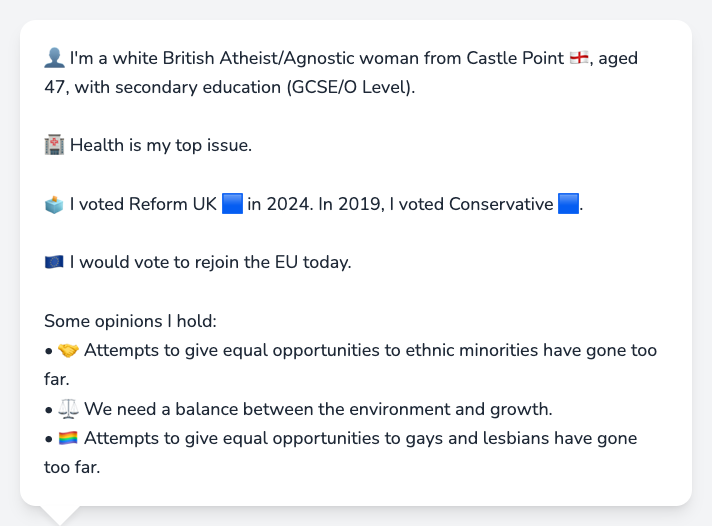 👤 I'm a white British Atheist/Agnostic woman from Castle Point 🏴󠁧󠁢󠁥󠁮󠁧󠁿, aged
47, with secondary education (GCSE/O Level).
🏥 Health is my top issue.
🗳️ I voted Reform UK 🟦 in 2024. In 2019, I voted Conservative 🟦.
🇪🇺 I would vote to rejoin the EU today.
Some opinions I hold:
• 🤝 Attempts to give equal opportunities to ethnic minorities have gone too
far.
• ⚖️ We need a balance between the environment and growth.
• 🏳️‍🌈 Attempts to give equal opportunities to gays and lesbians have gone
too far.